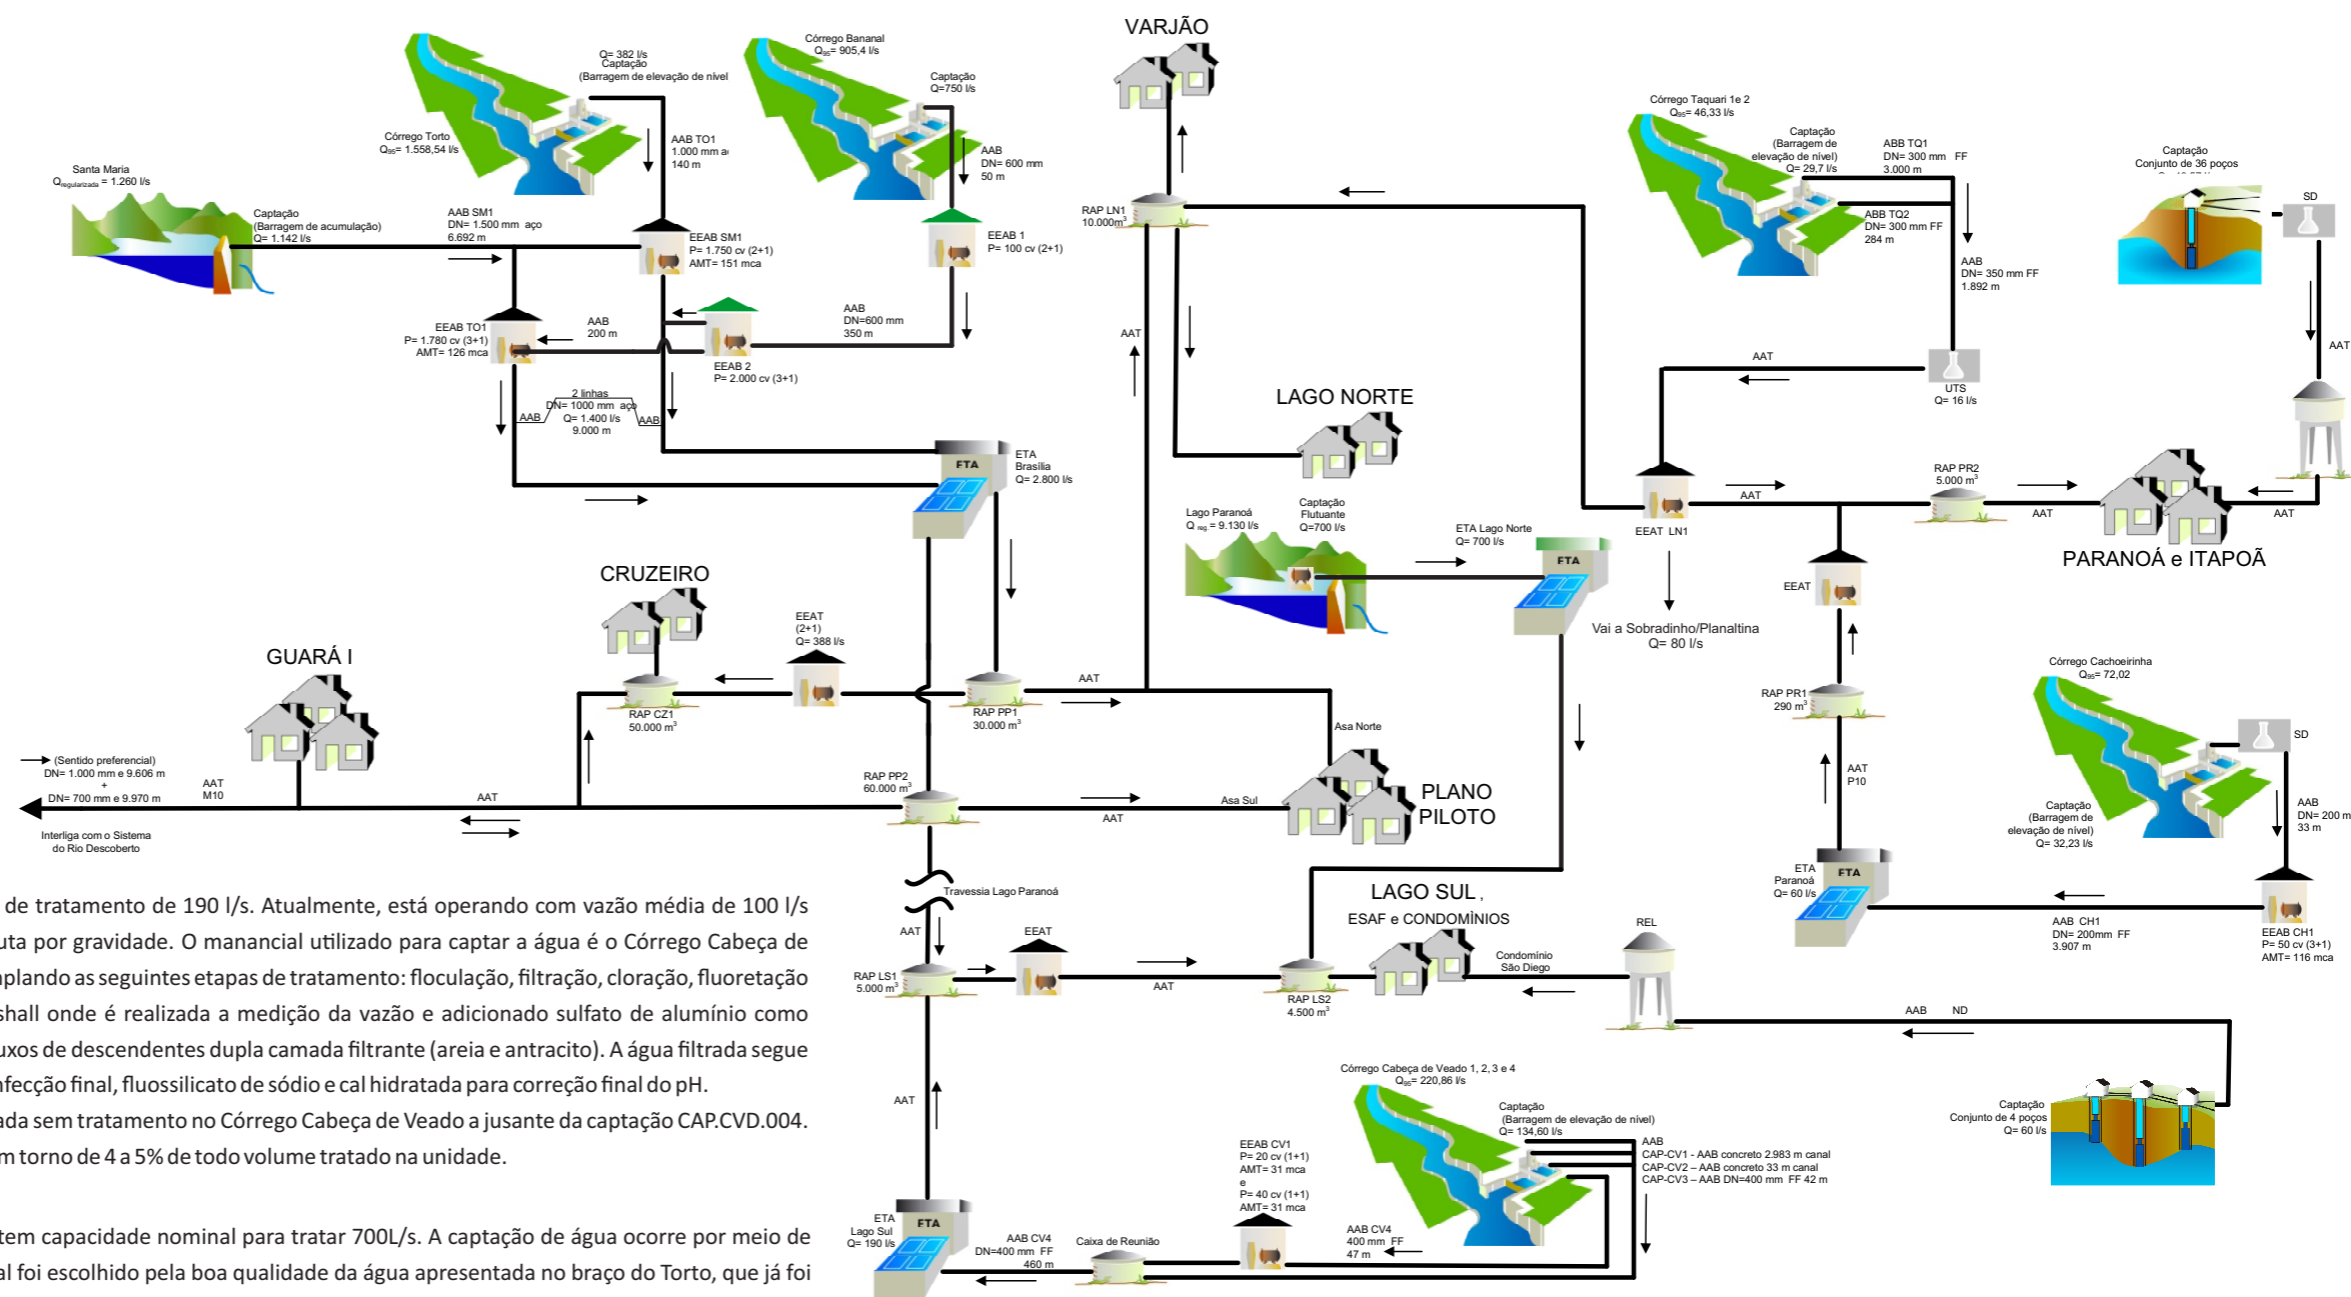 VARJÃO
Q= 382 l/s
Captação
(Barragem de elevação de nível
Córrego Bananal
Q95= 905,4 l/s
Captação
Q=750 l/s
Córrego Torto
Q95= 1.558,54 l/s
AAB TO1
1.000 mm
140 m
AAB
DN= 600 mm
50 m
Santa Maria
Qregularizada = 1.260 l/s
Captação
(Barragem de acumulação)
Q= 1.142 l/s
AAB SM1
DN= 1.500 mm aço
6.692 m
EEAB SM1
P= 1.750 cv (2+1)
AMT= 151 mca
EEAB 1
P= 100 cv (2+1)
RAP LN1
10.000m³
Córrego Taquari 1e 2
Q95= 46,33 l/s
Captação
(Barragem de
elevação de nível)
Q= 29,7 l/s
ABB TQ1
DN= 300 mm FF
3.000 m
ABB TQ2
DN= 300 mm FF
284 m
AAB
DN= 350 mm FF
1.892 m
Captação
Conjunto de 36 poços
SD
EEAB TO1
P= 1.780 cv (3+1)
AMT= 126 mca
AAB
200 m
AAB
DN=600 mm
350 m
EEAB 2
P= 2.000 cv (3+1)
AAT
AAT
UTS
Q= 16 l/s
AAT
2 linhas
DN= 1000 mm aço
Q= 1.400 l/s
9.000 m
AAB
AAB
LAGO NORTE
ETA
ETA
Brasília
Q= 2.800 l/s
RAP PR2
5.000 m³
AAT
AAT
AAT
EEAT LN1
PARANOÁ e ITAPOÃ
Lago Paranoá
Q reg.= 9.130 l/s
Captação
Flutuante
Q=700 l/s
ETA Lago Norte
Q= 700 l/s
ETA
EEAT
CRUZEIRO
EEAT
(2+1)
Q= 388 l/s
Vai a Sobradinho/Planaltina
Q= 80 l/s
GUARÁ I
RAP CZ1
50.000 m³
RAP PP1
30.000 m³
AAT
Asa Norte
RAP PR1
290 m³
Córrego Cachoeirinha
Q95= 72,02
SD
(Sentido preferencial)
DN= 1.000 mm e 9.606 m
+
DN= 700 mm e 9.970 m
AAT
M10
AAT
RAP PP2
60.000 m³
Asa Sul
AAT
PLANO
PILOTO
AAT
P10
Captação
(Barragem de
elevação de nível)
Q= 32,23 l/s
AAB
DN= 200 m
33 m
Interliga com o Sistema
do Rio Descoberto
Travessia Lago Paranoá
LAGO SUL,
ESAF e CONDOMÌNIOS
ETA
Paranoá
Q= 60 l/s
ETA
AAB CH1
DN= 200mm FF
3.907 m
EEAB CH1
P= 50 cv (3+1)
AMT= 116 mca
AAT
EEAT
REL
RAP LS1
5.000 m³
AAT
RAP LS2
4.500 m³
Condomínio
São Diego
AAB ND
de tratamento de 190 l/s. Atualmente, está operando com vazão média de 100 l/s
uta por gravidade. O manancial utilizado para captar a água é o Córrego Cabeça de
nplando as seguintes etapas de tratamento: floculação, filtração, cloração, fluoretação
shall onde é realizada a medição da vazão e adicionado sulfato de alumínio como
uxos de descendentes dupla camada filtrante (areia e antracito). A água filtrada segue
nfecção final, fluossilicato de sódio e cal hidratada para correção final do pH.
ada sem tratamento no Córrego Cabeça de Veado a jusante da captação CAP.CVD.004.
m torno de 4 a 5% de todo volume tratado na unidade.
tem capacidade nominal para tratar 700L/s. A captação de água ocorre por meio de
al foi escolhido pela boa qualidade da água apresentada no braço do Torto, que já foi
AAT
Córrego Cabeça de Veado 1, 2, 3 e 4
Q95= 220,86 l/s
Captação
(Barragem de elevação de nível)
Q= 134,60 l/s
AAB
CAP-CV1 - AAB concreto 2.983 m canal
CAP-CV2 – AAB concreto 33 m canal
CAP-CV3 – AAB DN=400 mm FF 42 m
Captação
Conjunto de 4 poços
Q= 60 l/s
EEAB CV1
P= 20 cv (1+1)
AMT= 31 mca
e
P= 40 cv (1+1)
AMT= 31 mca
ETA
Lago Sul
Q= 190 l/s
ETA
AAB CV4
DN=400 mm FF
460 m
Caixa de Reunião
AAB CV4
400 mm FF
47 m